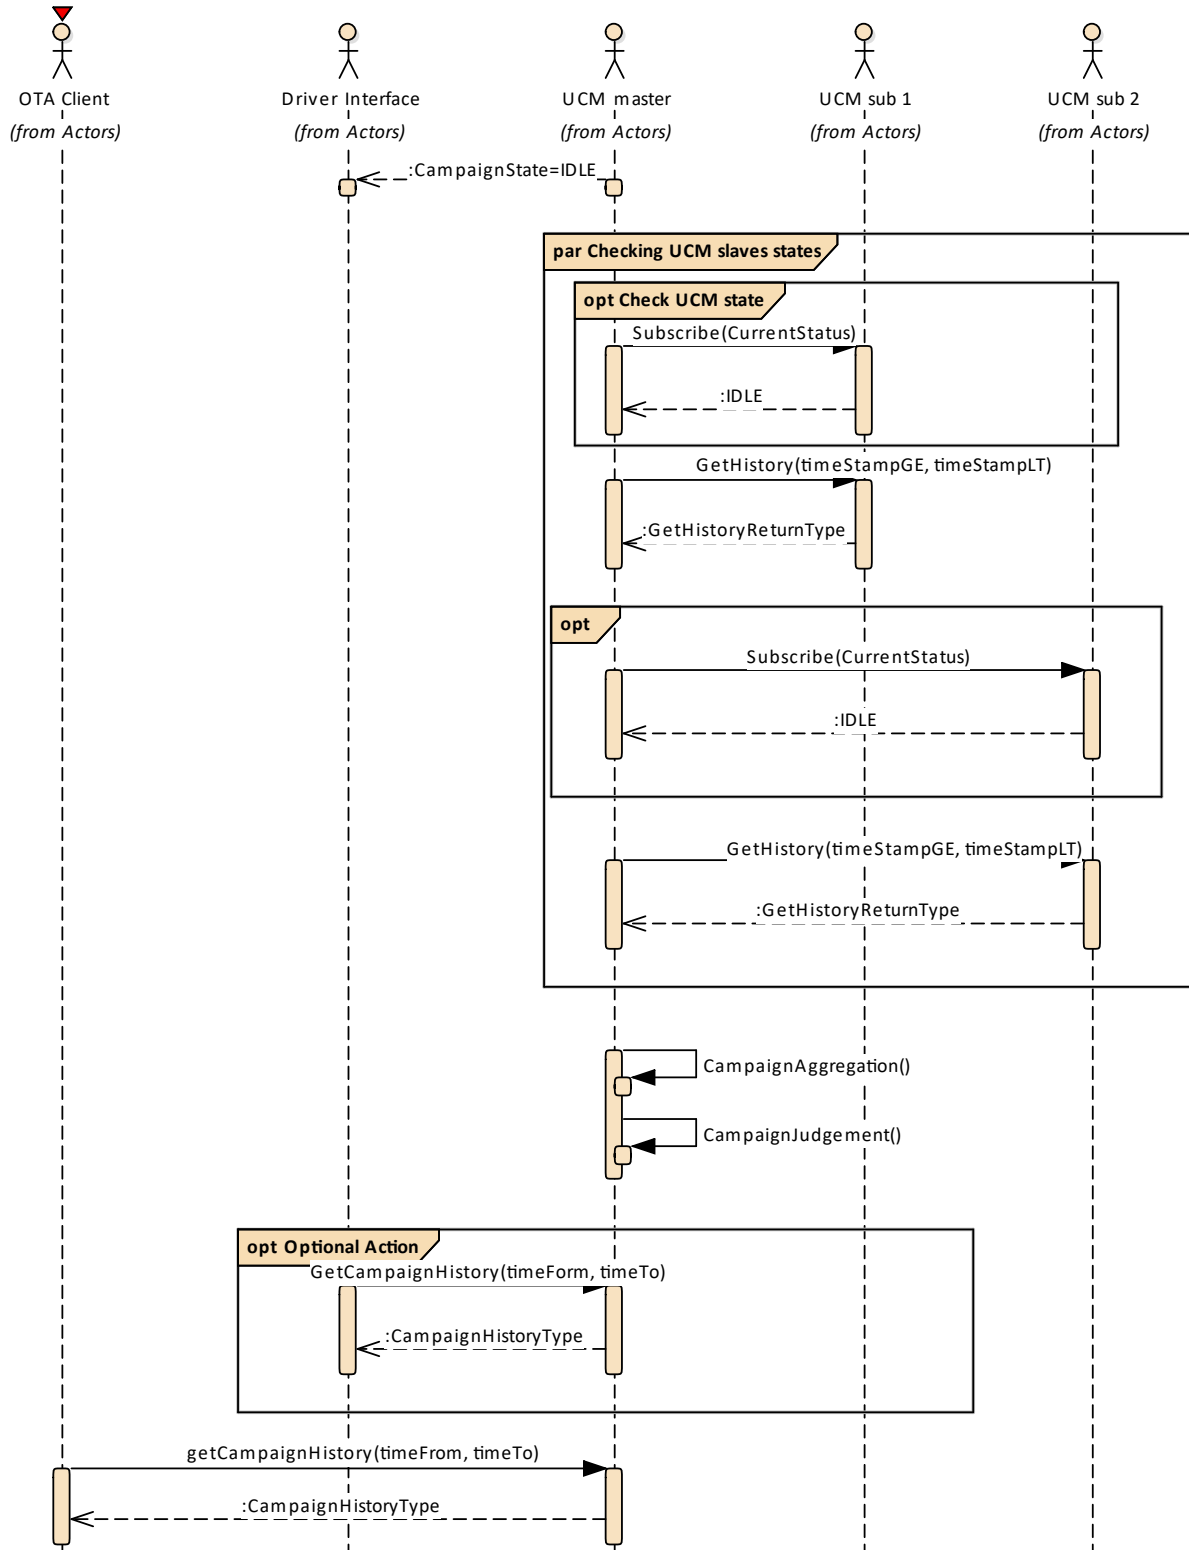 OTA Client
Driver Interface
UCM master
UCM sub 1
UCM sub 2
(from Actors)
(from Actors)
(from Actors)
(from Actors)
(from Actors)
:CampaignState=IDLE
par Checking UCM slaves states
opt Check UCM state
Subscribe(CurrentStatus)
:IDLE
GetHistory(timeStampGE, timeStampLT)
:GetHistoryReturnType
opt
Subscribe(CurrentStatus)
:IDLE
GetHistory(timeStampGE, timeStampLT)
:GetHistoryReturnType
CampaignAggregation()
CampaignJudgement()
opt Optional Action
GetCampaignHistory(timeForm, timeTo)
:CampaignHistoryType
getCampaignHistory(timeFrom, timeTo)
:CampaignHistoryType